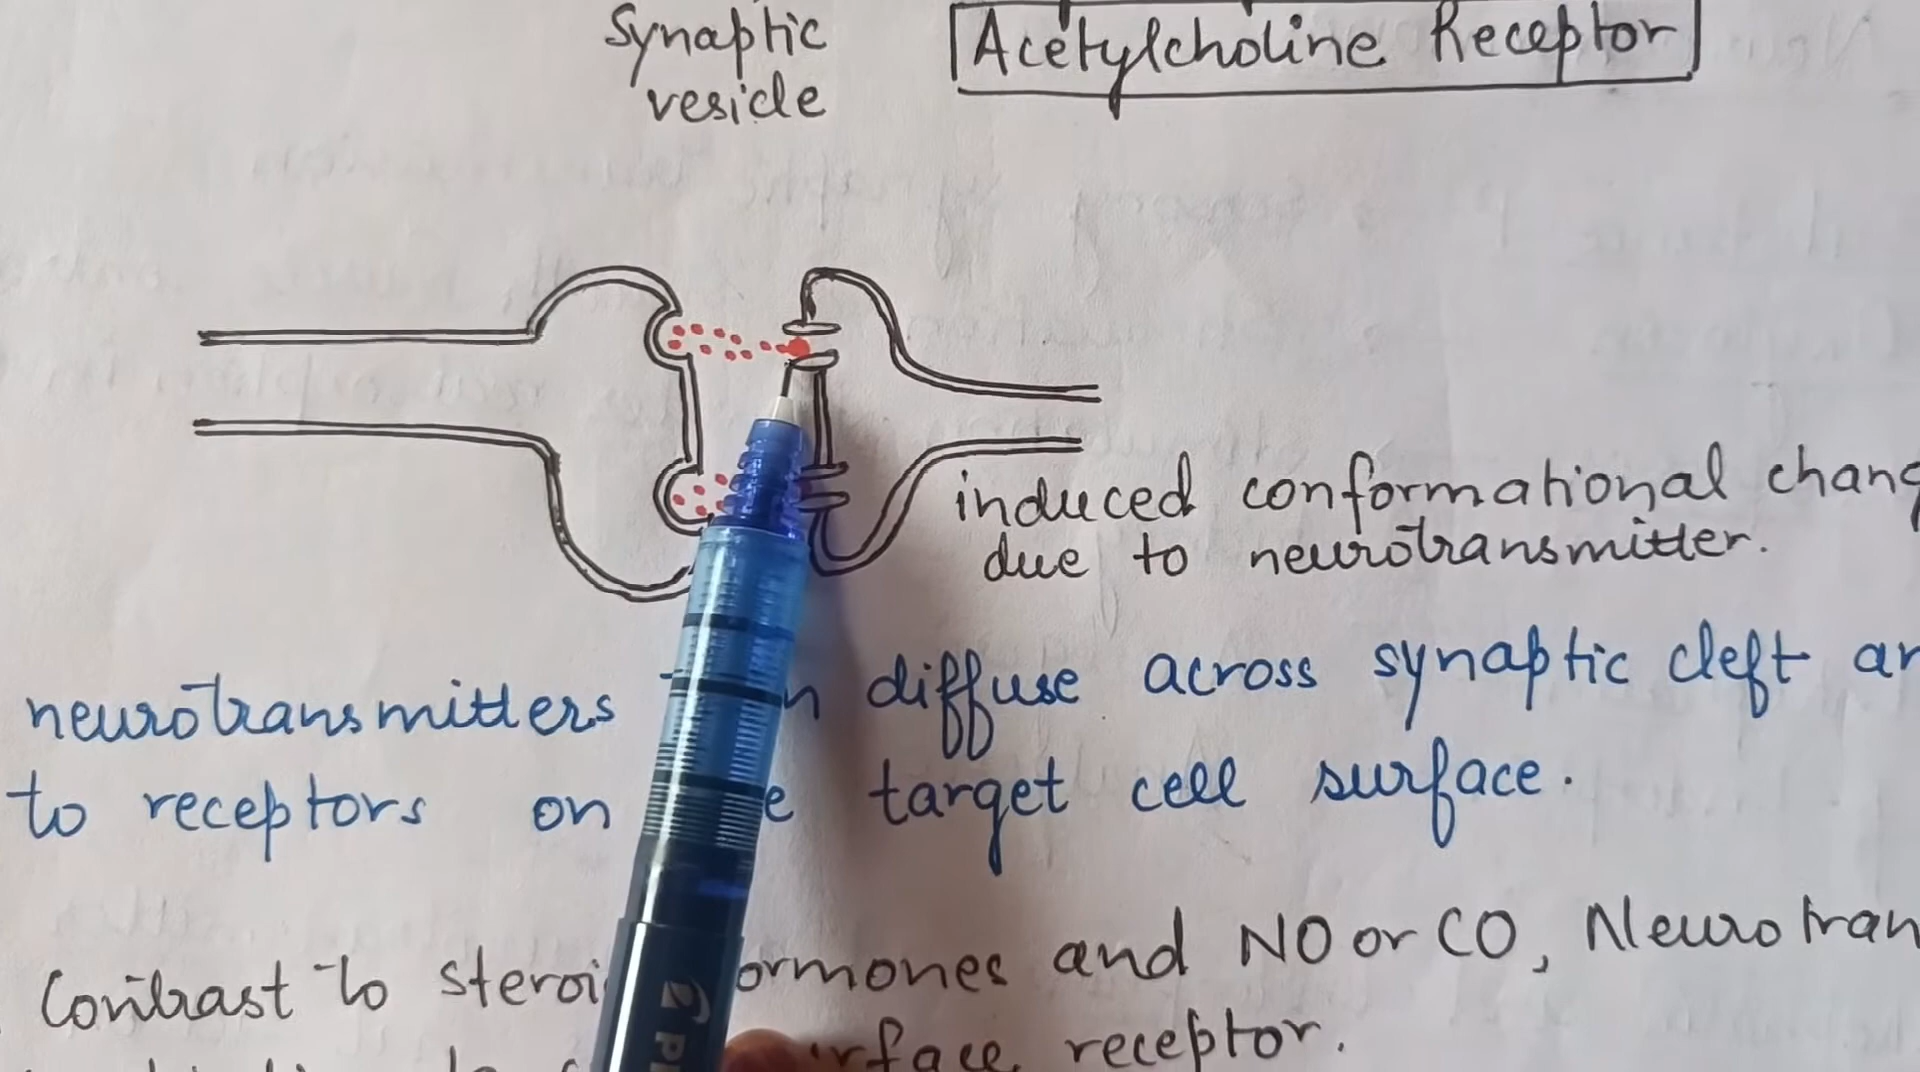 Synaptic
vesicle
Acetylcholine Receptor
induced conformational chang
due to neurotransmitter.
neurotransmitters n diffuse across synaptic cleft ar
to receptors on e target cell surface.
Contrast to steroi ormones and NO or CO, Neurotran
rface receptor.